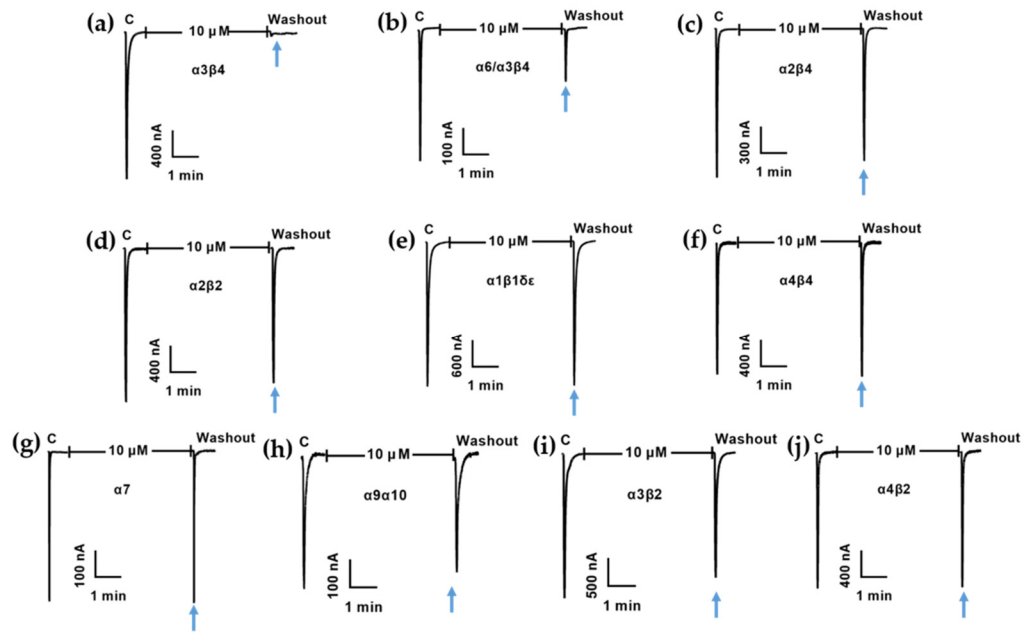 (a) C 10 μM Washout
α3β4
400 nA
1 min
(b) C 10 μM Washout
α6/α3β4
100 nA
1 min
(c) C 10 μM Washout
α2β4
300 nA
1 min
(d) C 10 μM Washout
α2β2
400 nA
1 min
(e) C 10 μM Washout
α1β1δε
600 nA
1 min
(f) C 10 μM Washout
α4β4
400 nA
1 min
(g) C 10 μM Washout
α7
100 nA
1 min
(h) C 10 μM Washout
α9α10
100 nA
1 min
(i) C 10 μM Washout
α3β2
500 nA
1 min
(j) C 10 μM Washout
α4β2
400 nA
1 min